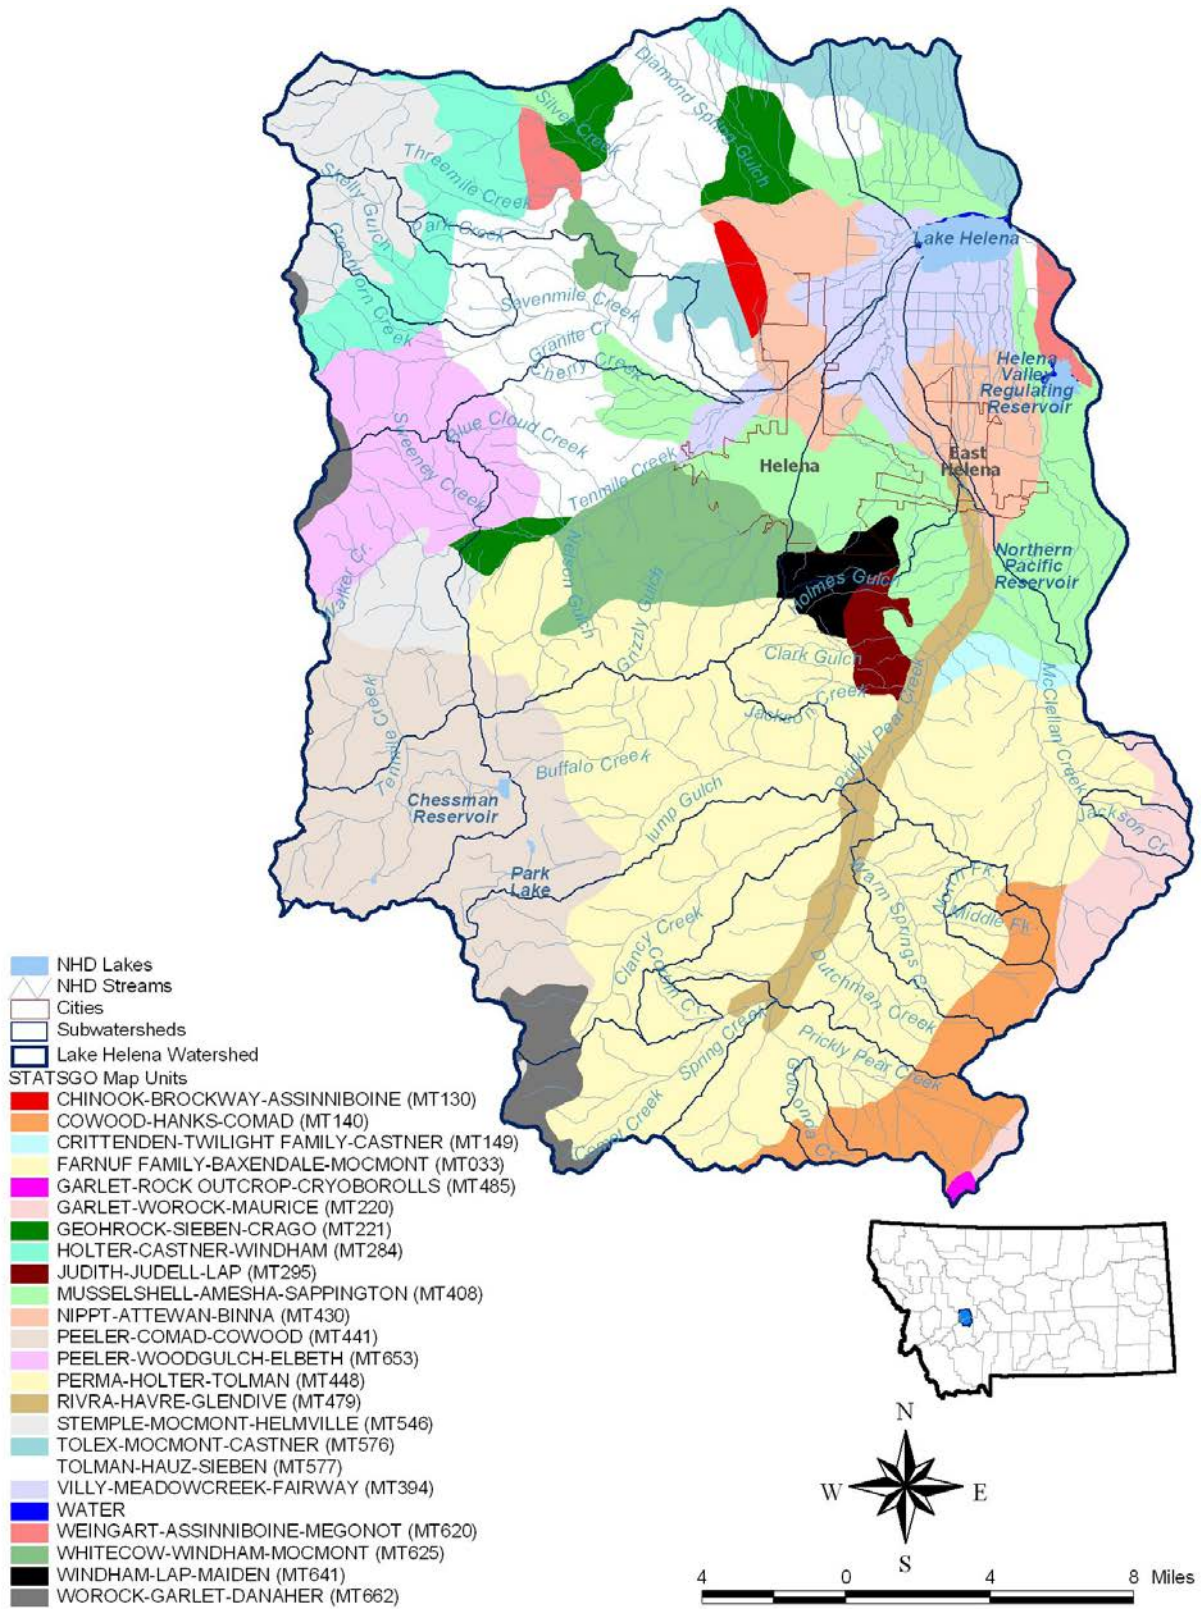 Diamond Spring Gulch
Silver Creek
Threemile Creek
Skelly Gulch
Park Creek
Greenhorn Creek
Lake Helena
Sevenmile Creek
Granite Cr
Cherry Creek
Helena
Valley
Regulating
Reservoir
Blue Cloud Creek
Sweeney Creek
Tenmile Creek
Helena
East
Helena
Walker Cr.
Nelson Gulch
Grizzly Gulch
Holmes Gulch
Northern
Pacific
Reservoir
Clark Gulch
Jackson Creek
Prickly Pear Creek
McClellan Creek
Tenmile Creek
Buffalo Creek
Chessman
Reservoir
Lump Gulch
Jackson Cr.
Park
Lake
Warm Springs Cr
North Fk.
Middle Fk.
Clancy Creek
Dutchman Creek
Spring Creek
Prickly Pear Creek
Golconda Cr.
Comet Creek
NHD Lakes
NHD Streams
Cities
Subwatersheds
Lake Helena Watershed
STATSGO Map Units
CHINOOK-BROCKWAY-ASSINNIBOINE (MT130)
COWOOD-HANKS-COMAD (MT140)
CRITTENDEN-TWILIGHT FAMILY-CASTNER (MT149)
FARNUF FAMILY-BAXENDALE-MOCMONT (MT033)
GARLET-ROCK OUTCROP-CRYOBOROLLS (MT485)
GARLET-WOROCK-MAURICE (MT220)
GEOHROCK-SIEBEN-CRAGO (MT221)
HOLTER-CASTNER-WINDHAM (MT284)
JUDITH-JUDELL-LAP (MT295)
MUSSELSHELL-AMESHA-SAPPINGTON (MT408)
NIPPT-ATTEWAN-BINNA (MT430)
PEELER-COMAD-COWOOD (MT441)
PEELER-WOODGULCH-ELBETH (MT653)
PERMA-HOLTER-TOLMAN (MT448)
RIVRA-HAVRE-GLENDIVE (MT479)
STEMPLE-MOCMONT-HELMVILLE (MT546)
TOLEX-MOCMONT-CASTNER (MT576)
TOLMAN-HAUZ-SIEBEN (MT577)
VILLY-MEADOWCREEK-FAIRWAY (MT394)
WATER
WEINGART-ASSINNIBOINE-MEGONOT (MT620)
WHITECOW-WINDHAM-MOCMONT (MT625)
WINDHAM-LAP-MAIDEN (MT641)
WOROCK-GARLET-DANAHER (MT662)
N
W E
S
4 0 4 8 Miles